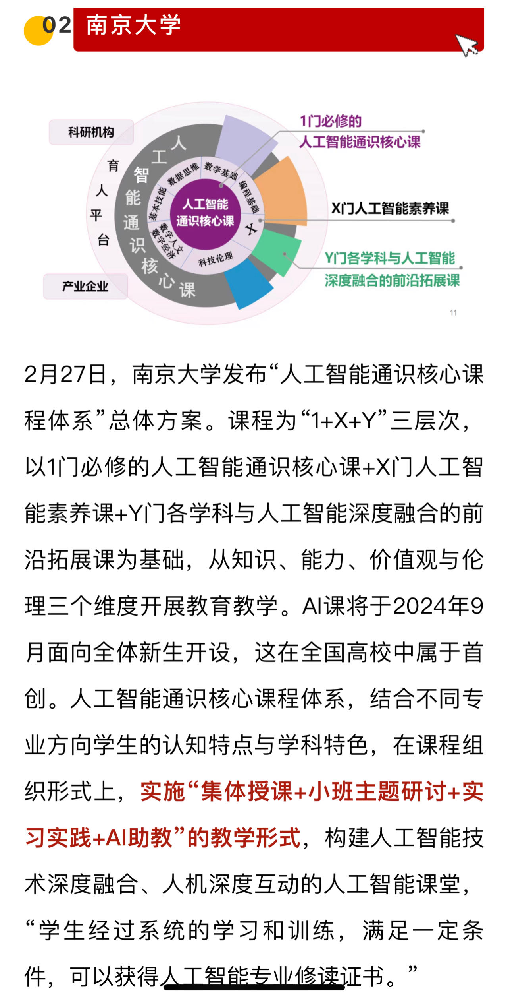 02 南京大学
科研机构
育人平台
产业企业
人工智能通识核心课
数据思维
数学基础
编程基础
X
科技伦理
数字人文
数字经济
基本技能
人工智能
通识核心课
1门必修的
人工智能通识核心课
X门人工智能素养课
Y门各学科与人工智能
深度融合的前沿拓展课
11
2月27日，南京大学发布“人工智能通识核心课
程体系”总体方案。课程为“1+X+Y”三层次，
以1门必修的人工智能通识核心课+X门人工智
能素养课+Y门各学科与人工智能深度融合的前
沿拓展课为基础，从知识、能力、价值观与伦
理三个维度开展教育教学。AI课将于2024年9
月面向全体新生开设，这在全国高校中属于首
创。人工智能通识核心课程体系，结合不同专
业方向学生的认知特点与学科特色，在课程组
织形式上，实施“集体授课+小班主题研讨+实
习实践+AI助教”的教学形式，构建人工智能技
术深度融合、人机深度互动的人工智能课堂，
“学生经过系统的学习和训练，满足一定条
件，可以获得人工智能专业修读证书。”